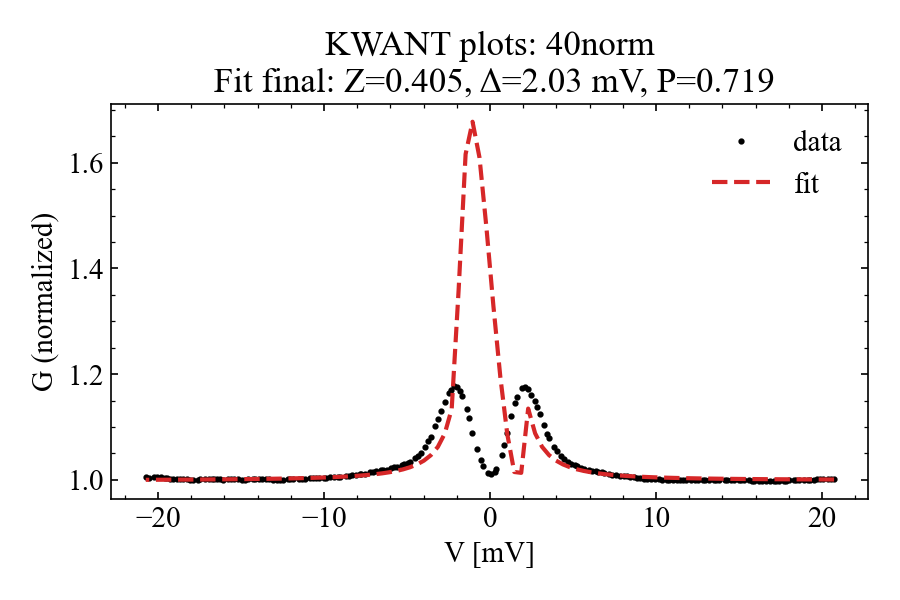 KWANT plots: 40norm
Fit final: Z=0.405, Δ=2.03 mV, P=0.719
data
fit
G (normalized)
1.6
1.4
1.2
1.0
−20
−10
0
10
20
V [mV]